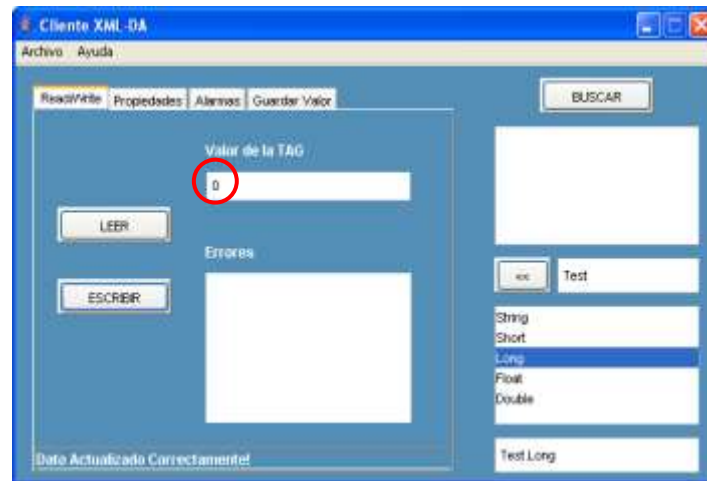 Cliente XML-DA
Archivo Ayuda
Read/Write Propiedades Alarmas Guardar Valor
BUSCAR
Valor de la TAG
0
LEER
Errores
<< Test
ESCRIBIR
String
Short
Long
Float
Double
Dato Actualizado Correctamente!
Test.Long